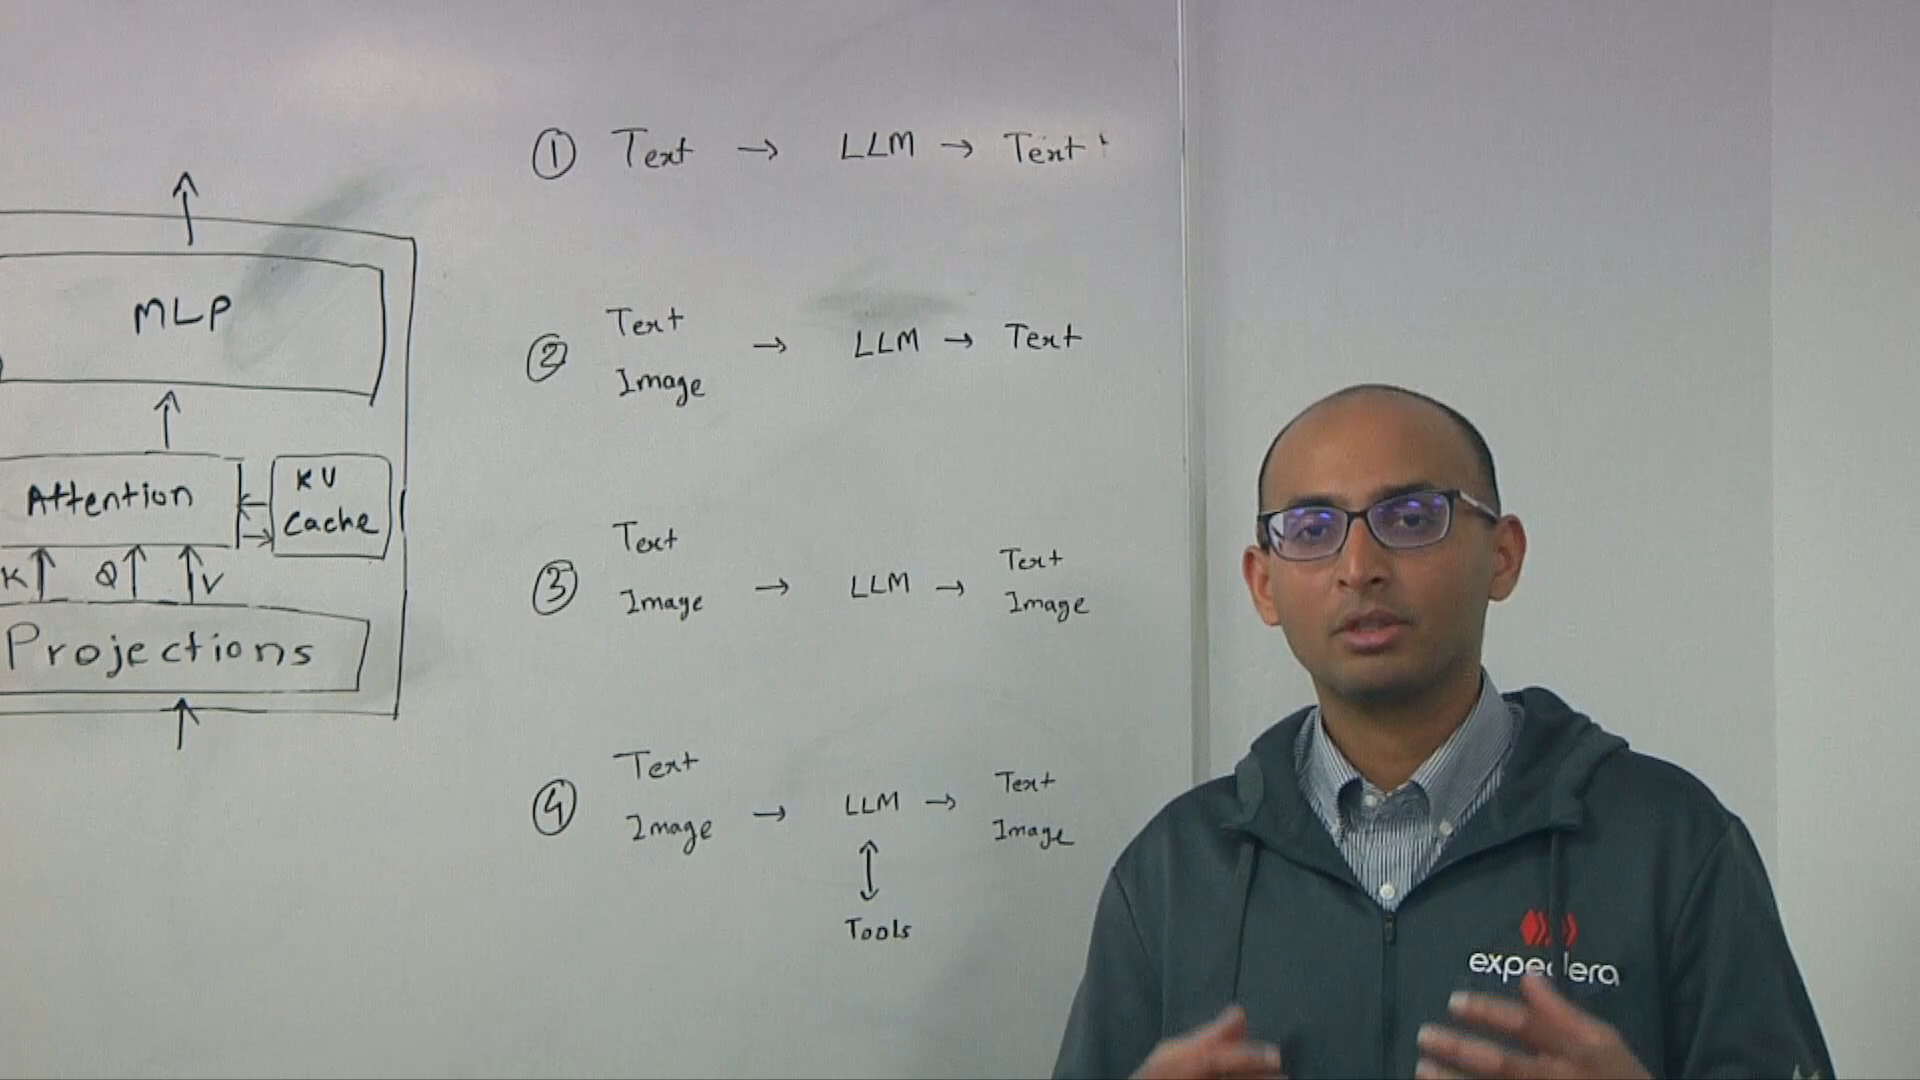 MLP
Attention
KV
Cache
K Q V
Projections
① Text → LLM → Text
② Text
Image → LLM → Text
③ Text
Image → LLM → Text
Image
④ Text
Image → LLM → Text
Image
Tools
expedera